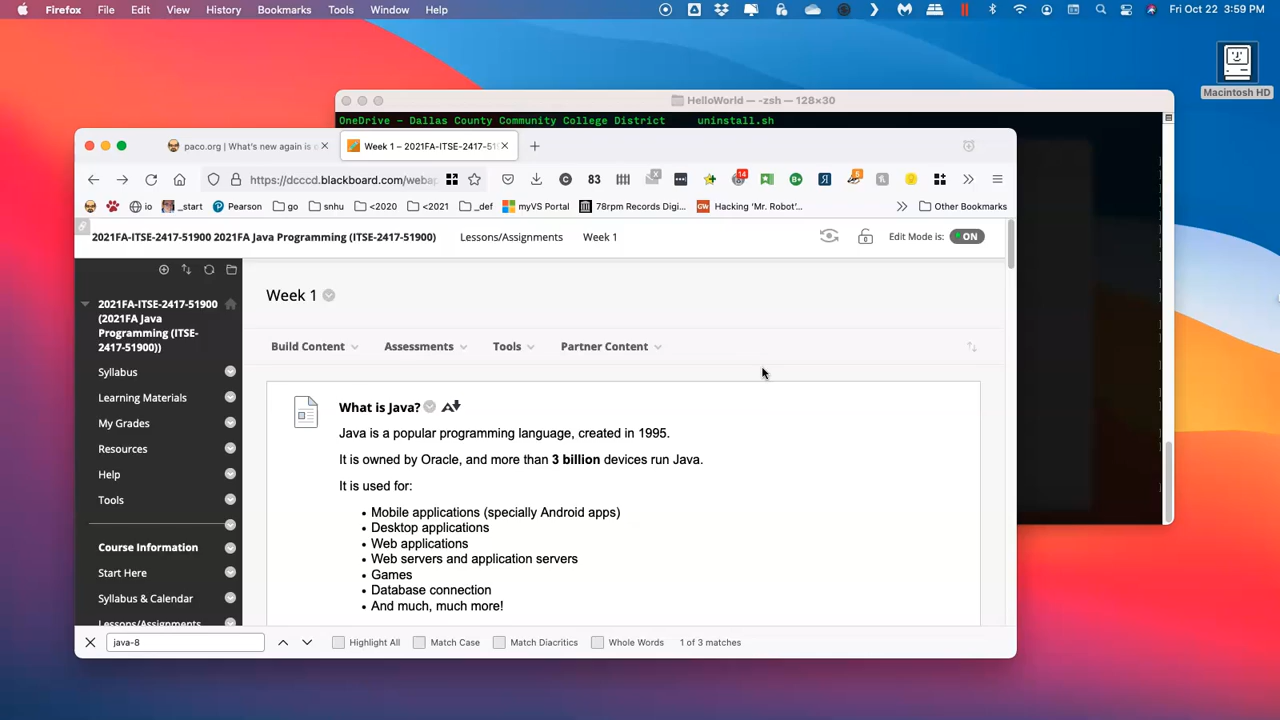 Firefox File Edit View History Bookmarks Tools Window Help Fri Oct 22 3:59 PM
Macintosh HD
HelloWorld — -zsh — 128×30
OneDrive - Dallas County Community College District uninstall.sh
paco.org | What's new again is
Week 1 – 2021FA-ITSE-2417-51
https://dcccd.blackboard.com/weba
83
14
io _start Pearson go snhu <2020 <2021 _def myVS Portal 78rpm Records Digi... Hacking 'Mr. Robot'... Other Bookmarks
2021FA-ITSE-2417-51900 2021FA Java Programming (ITSE-2417-51900) Lessons/Assignments Week 1 Edit Mode is: ON
2021FA-ITSE-2417-51900
(2021FA Java
Programming (ITSE-
2417-51900))
Syllabus
Learning Materials
My Grades
Resources
Help
Tools
Course Information
Start Here
Syllabus & Calendar
Lessons/Assignments
Week 1
Build Content Assessments Tools Partner Content
What is Java?
Java is a popular programming language, created in 1995.
It is owned by Oracle, and more than 3 billion devices run Java.
It is used for:
• Mobile applications (specially Android apps)
• Desktop applications
• Web applications
• Web servers and application servers
• Games
• Database connection
• And much, much more!
java-8 Highlight All Match Case Match Diacritics Whole Words 1 of 3 matches